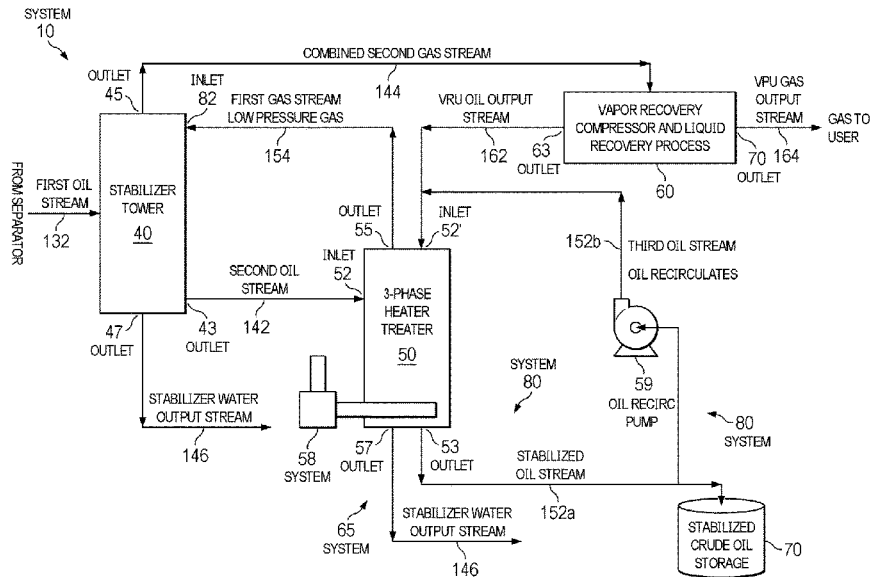 SYSTEM
10
COMBINED SECOND GAS STREAM
144
OUTLET
45
INLET
82
FIRST GAS STREAM
LOW PRESSURE GAS
154
VRU OIL OUTPUT
STREAM
162
63
OUTLET
VAPOR RECOVERY
COMPRESSOR AND LIQUID
RECOVERY PROCESS
60
70
OUTLET
VPU GAS
OUTPUT
STREAM
164
GAS TO
USER
FROM SEPARATOR
FIRST OIL
STREAM
132
STABILIZER
TOWER
40
OUTLET
55
INLET
52'
152b
THIRD OIL STREAM
OIL RECIRCULATES
SECOND OIL
STREAM
142
INLET
52
3-PHASE
HEATER
TREATER
50
47
OUTLET
43
OUTLET
SYSTEM
80
59
OIL RECIRC
PUMP
80
SYSTEM
STABILIZER WATER
OUTPUT STREAM
146
58
SYSTEM
57
OUTLET
53
OUTLET
STABILIZED
OIL STREAM
152a
65
SYSTEM
STABILIZER WATER
OUTPUT STREAM
146
STABILIZED
CRUDE OIL
STORAGE
70